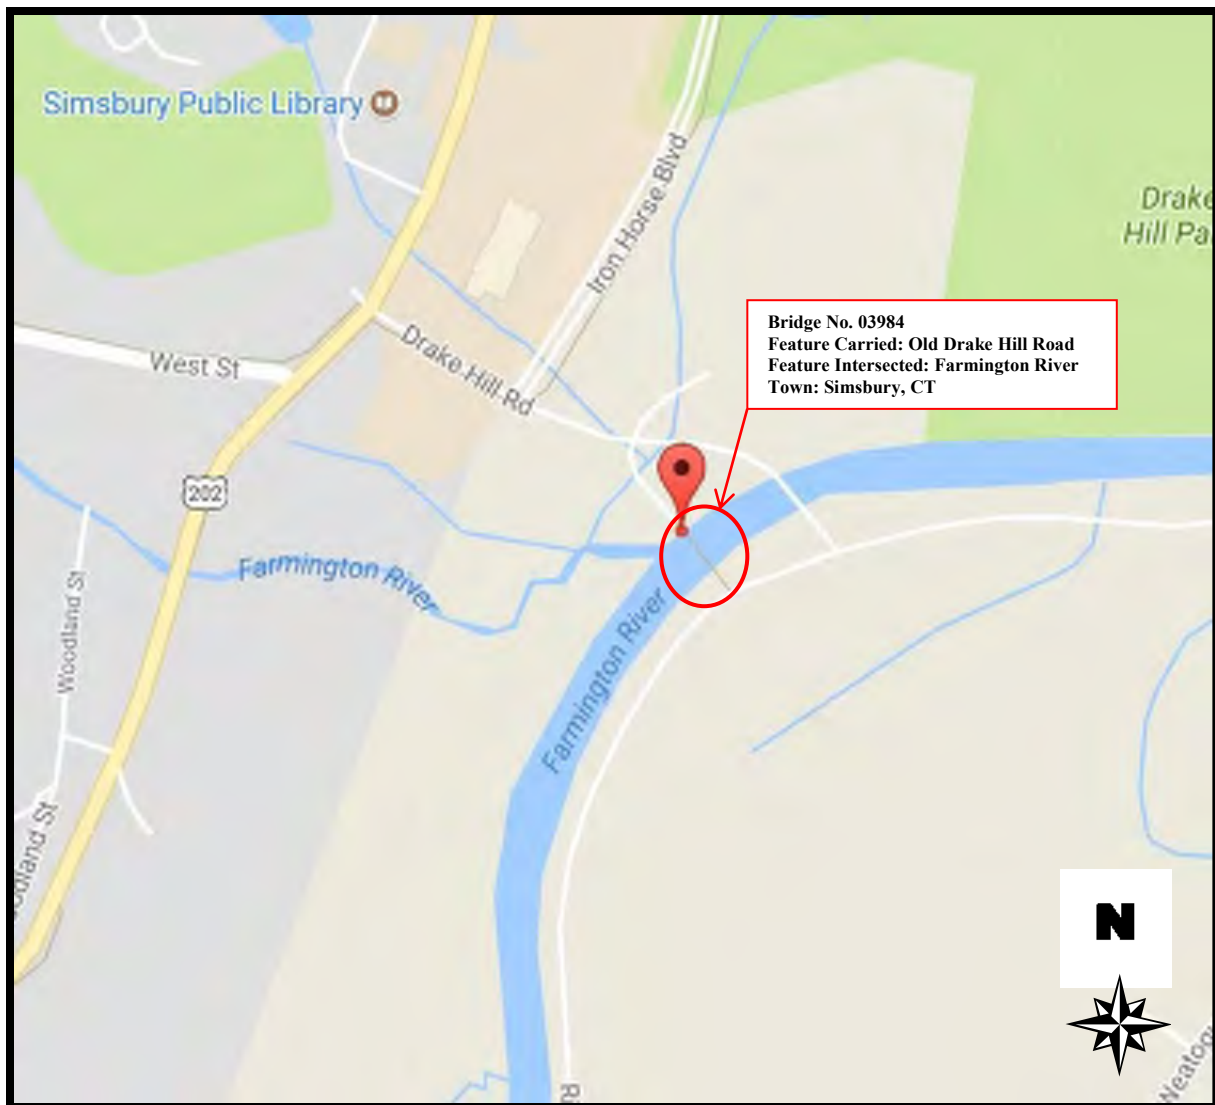 Simsbury Public Library
Drake
Hill Pa
Iron Horse Blvd
Bridge No. 03984
Feature Carried: Old Drake Hill Road
Feature Intersected: Farmington River
Town: Simsbury, CT
West St
Drake Hill Rd
202
Farmington River
Woodland St
Farmington River
odland St
N
Ri
Neatog